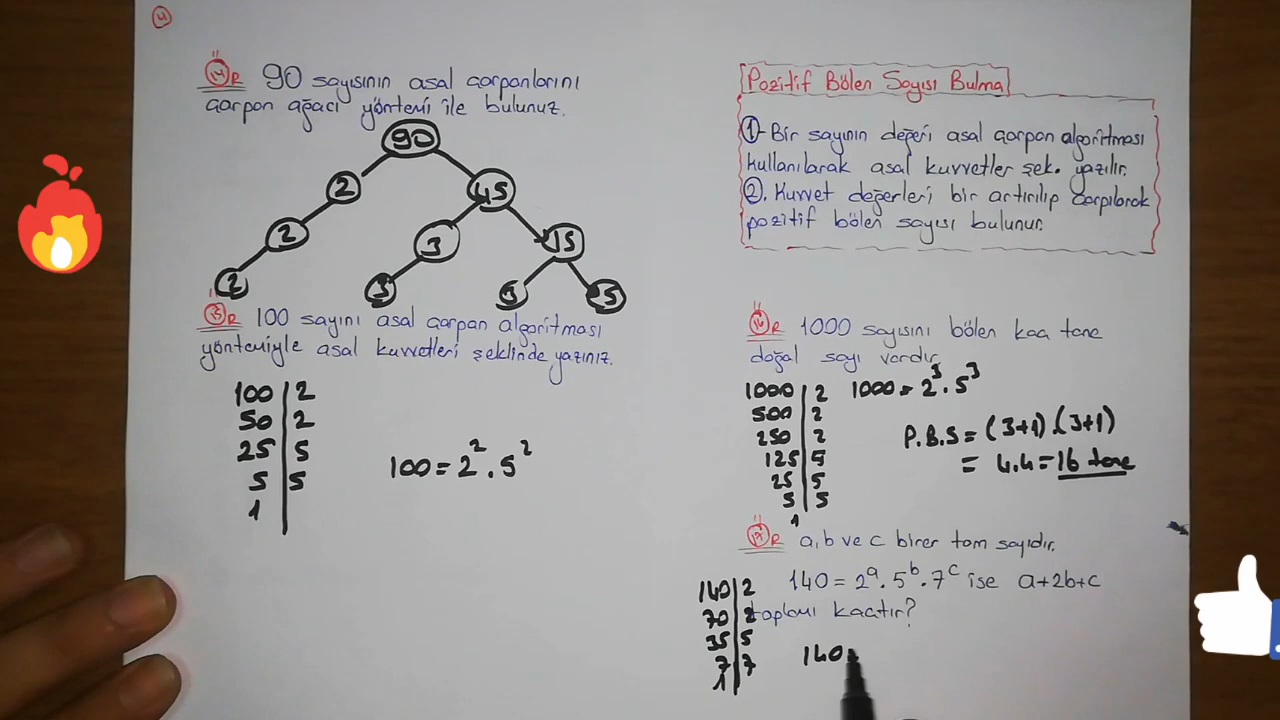 4
14 R 90 sayısının asal çarpanlarını
çarpan ağacı yöntemi ile bulunuz.
90
2 45
2 3 15
2 3 3 5
15 R 100 sayını asal çarpan algoritması
yöntemiyle asal kuvvetleri şeklinde yazınız.
100 2
50 2
25 5
5 5
1
100 = 2² . 5²
Pozitif Bölen Sayısı Bulma
1- Bir sayının değeri asal çarpan algoritması
kullanılarak asal kuvvetler şek. yazılır.
2. Kuvvet değerleri bir artırılıp çarpılarak
pozitif bölen sayısı bulunur.
16 R 1000 sayısını bölen kaç tane
doğal sayı vardır
1000 2
500 2
250 2
125 5
25 5
5 5
1
1000 = 2³ . 5³
P.B.S = (3+1) . (3+1)
= 4.4 = 16 tane
17 R a, b ve c birer tam sayıdır.
140 = 2ᵃ . 5ᵇ . 7ᶜ ise a+2b+c
toplamı kaçtır?
140 2
70 2
35 5
7 7
1
140